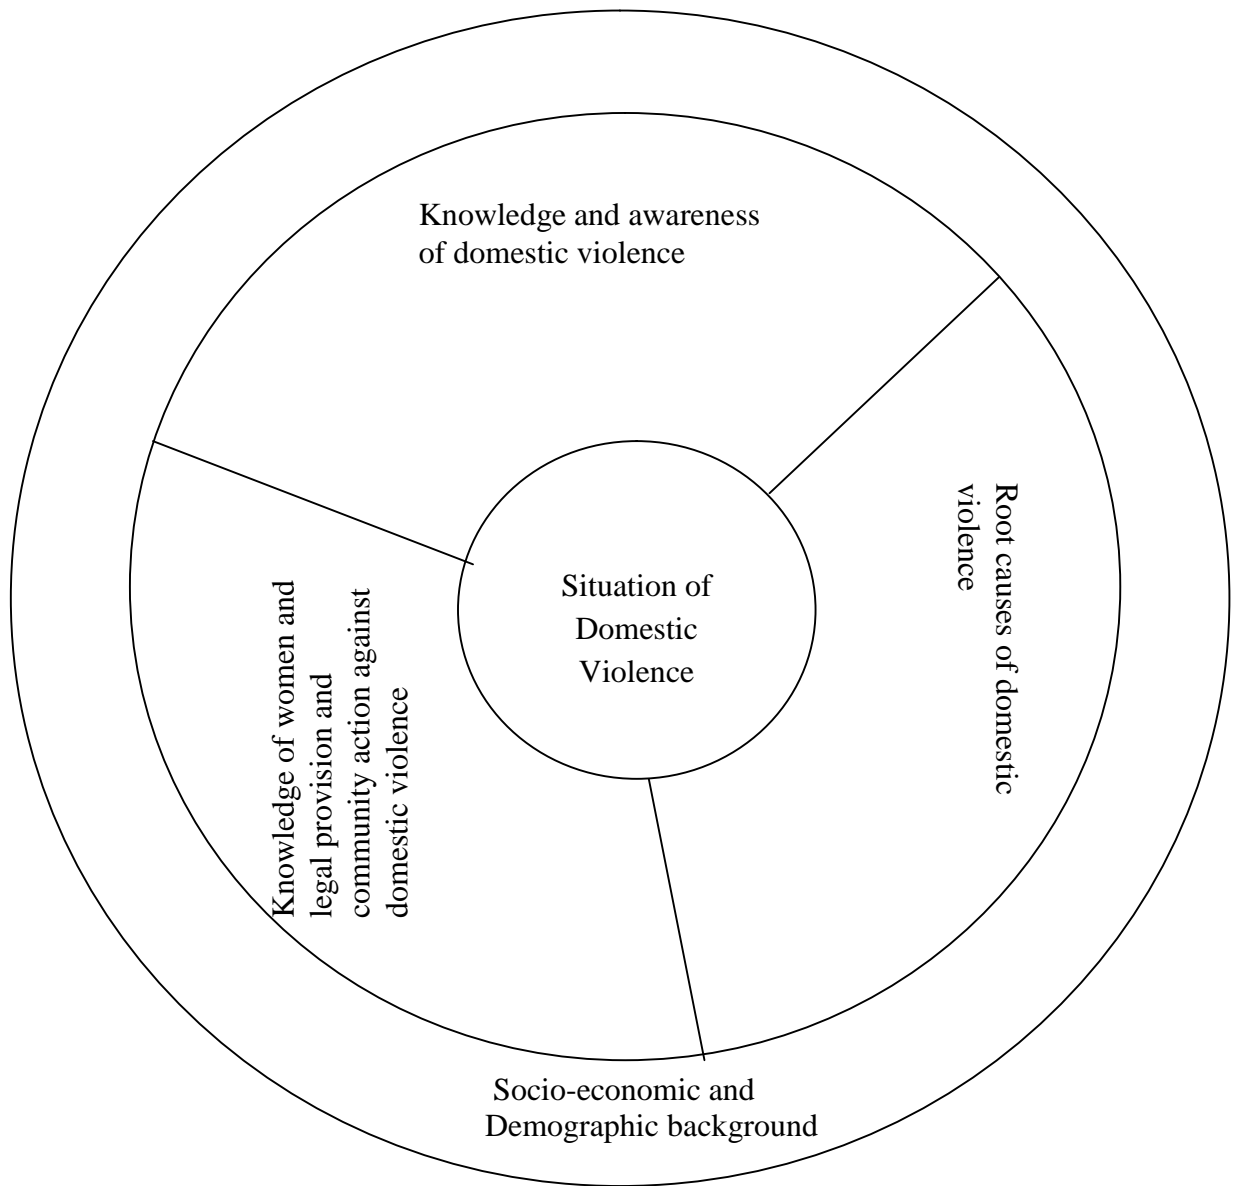 Knowledge and awareness
of domestic violence
Root causes of domestic
violence
Situation of
Domestic
Violence
Knowledge of women and
legal provision and
community action against
domestic violence
Socio-economic and
Demographic background